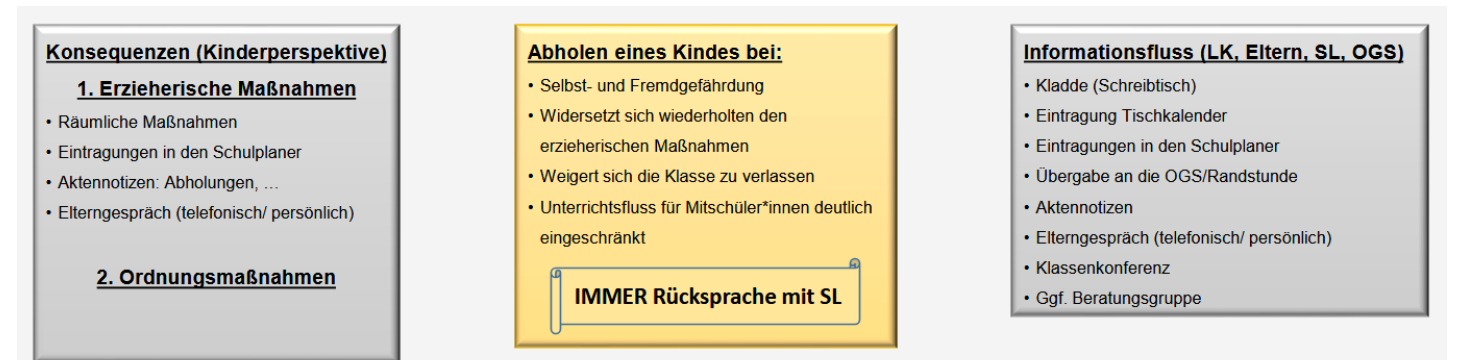 Konsequenzen (Kinderperspektive)
1. Erzieherische Maßnahmen
• Räumliche Maßnahmen
• Eintragungen in den Schulplaner
• Aktennotizen: Abholungen, …
• Elterngespräch (telefonisch/ persönlich)
2. Ordnungsmaßnahmen
Abholen eines Kindes bei:
• Selbst- und Fremdgefährdung
• Widersetzt sich wiederholten den
erzieherischen Maßnahmen
• Weigert sich die Klasse zu verlassen
• Unterrichtsfluss für Mitschüler*innen deutlich
eingeschränkt
IMMER Rücksprache mit SL
Informationsfluss (LK, Eltern, SL, OGS)
• Kladde (Schreibtisch)
• Eintragung Tischkalender
• Eintragungen in den Schulplaner
• Übergabe an die OGS/Randstunde
• Aktennotizen
• Elterngespräch (telefonisch/ persönlich)
• Klassenkonferenz
• Ggf. Beratungsgruppe